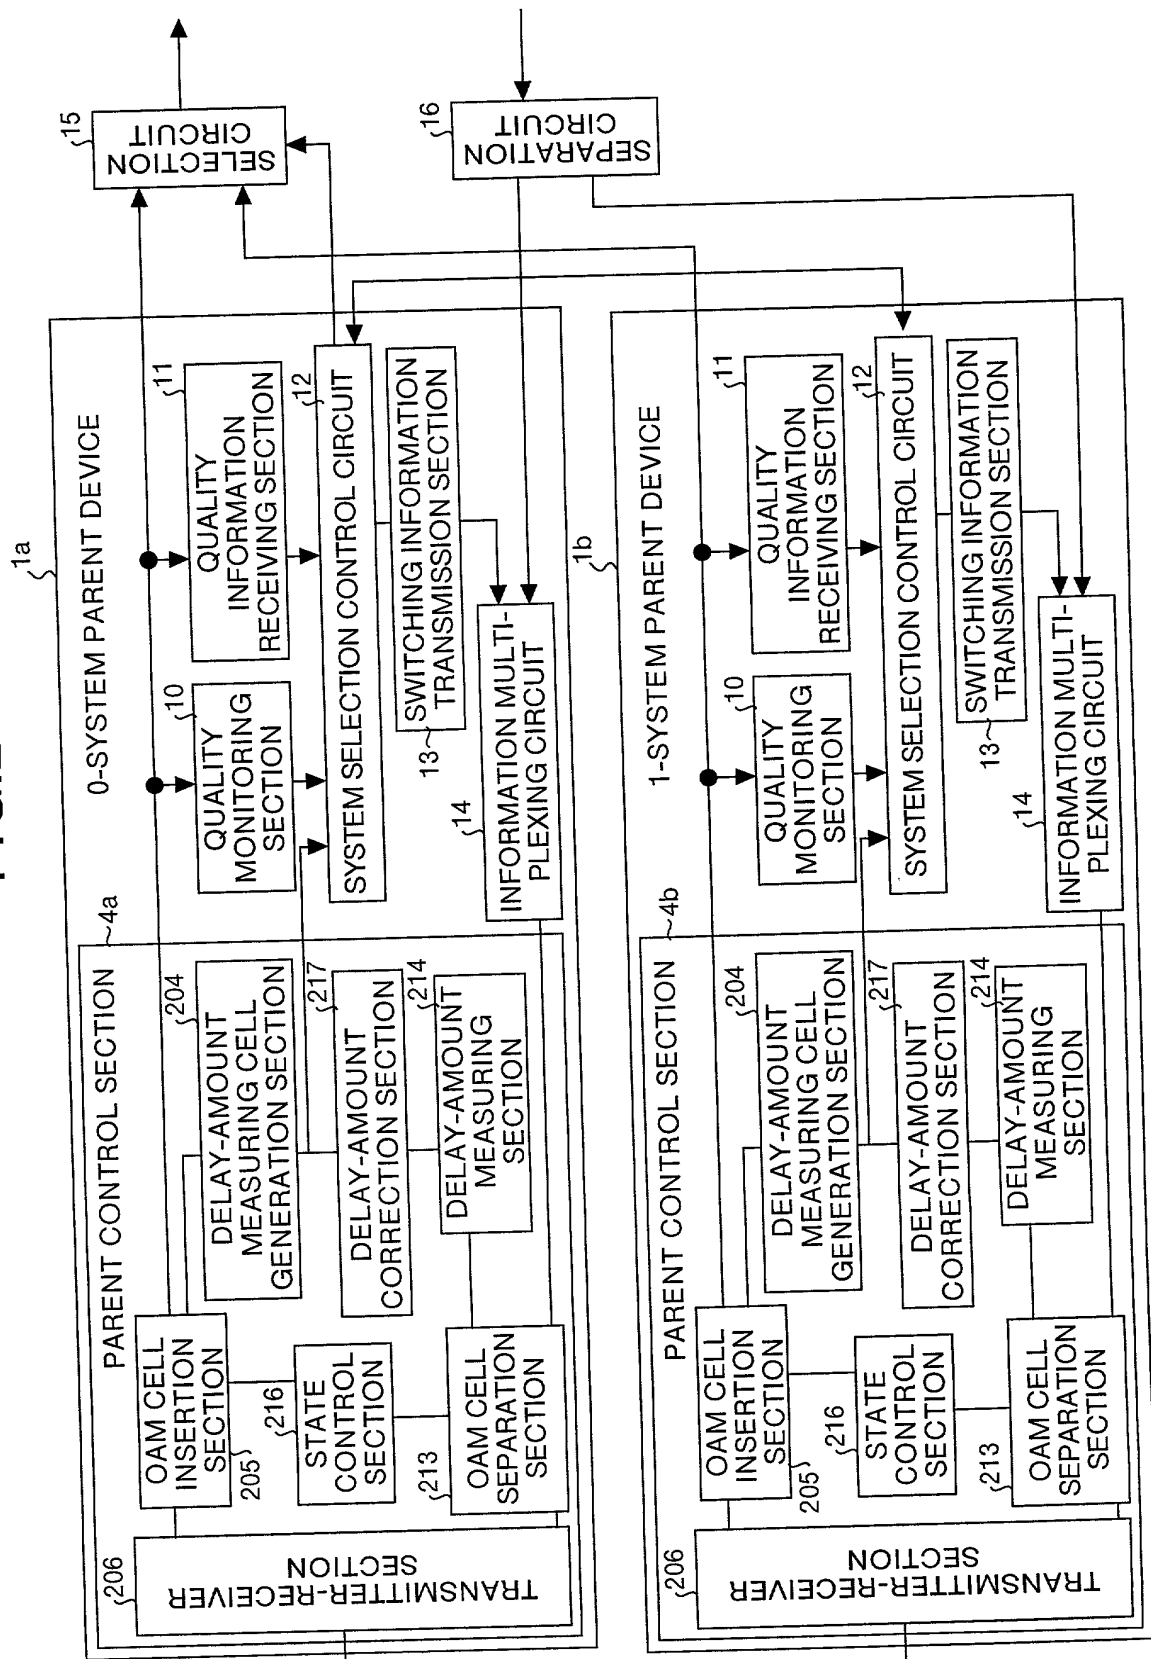 15
SELECTION
CIRCUIT
16
SEPARATION
CIRCUIT
1a
0-SYSTEM PARENT DEVICE
11
QUALITY
INFORMATION
RECEIVING SECTION
10
QUALITY
MONITORING
SECTION
12
SYSTEM SELECTION CONTROL CIRCUIT
SWITCHING INFORMATION
TRANSMISSION SECTION
13
14
INFORMATION MULTI-
PLEXING CIRCUIT
4a
PARENT CONTROL SECTION
204
DELAY-AMOUNT
MEASURING CELL
GENERATION SECTION
217
DELAY-AMOUNT
CORRECTION SECTION
214
DELAY-AMOUNT
MEASURING
SECTION
OAM CELL
INSERTION
SECTION
205
216
STATE
CONTROL
SECTION
213
OAM CELL
SEPARATION
SECTION
206
TRANSMITTER-RECEIVER
SECTION
1b
1-SYSTEM PARENT DEVICE
11
QUALITY
INFORMATION
RECEIVING SECTION
10
QUALITY
MONITORING
SECTION
12
SYSTEM SELECTION CONTROL CIRCUIT
SWITCHING INFORMATION
TRANSMISSION SECTION
13
14
INFORMATION MULTI-
PLEXING CIRCUIT
4b
PARENT CONTROL SECTION
204
DELAY-AMOUNT
MEASURING CELL
GENERATION SECTION
217
DELAY-AMOUNT
CORRECTION SECTION
214
DELAY-AMOUNT
MEASURING
SECTION
OAM CELL
INSERTION
SECTION
205
216
STATE
CONTROL
SECTION
213
OAM CELL
SEPARATION
SECTION
206
TRANSMITTER-RECEIVER
SECTION